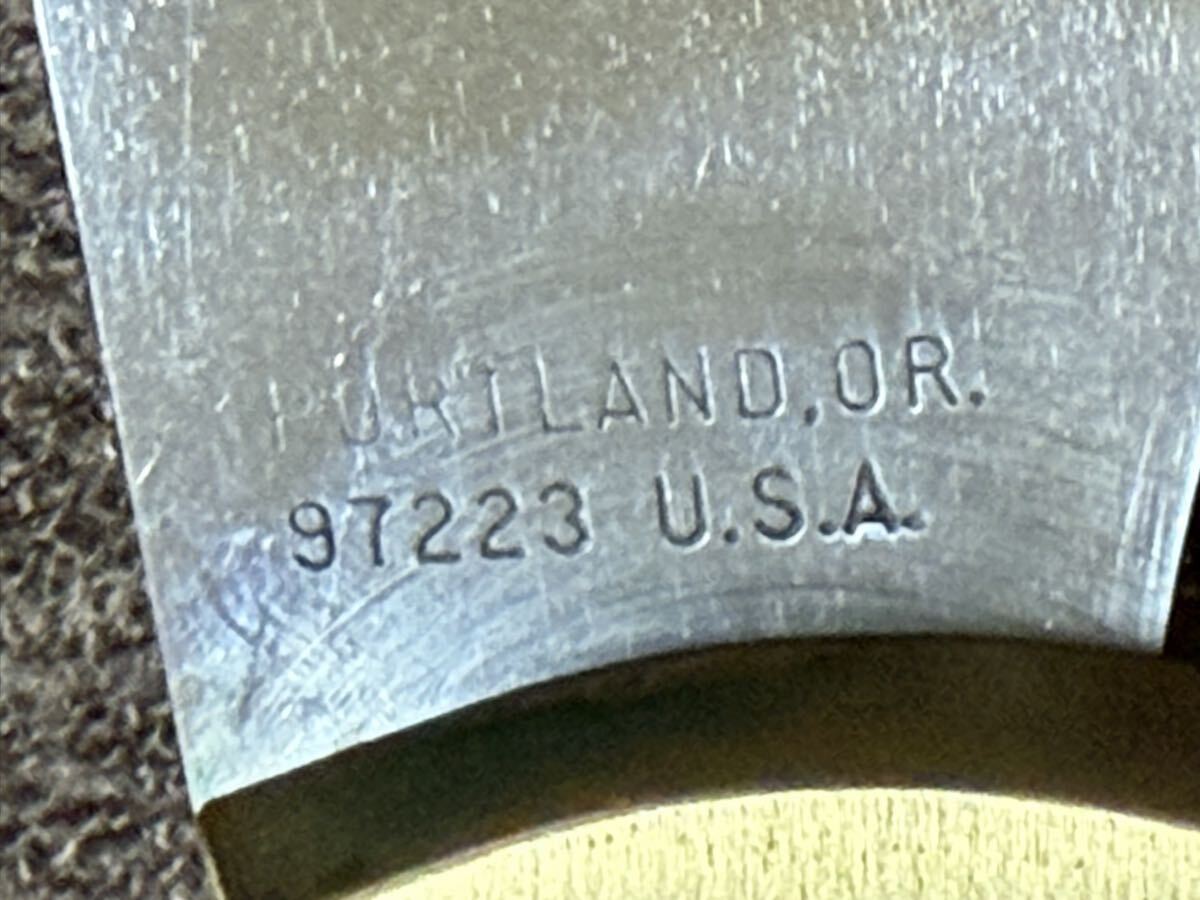 PORTLAND, OR.
97223 U.S.A.